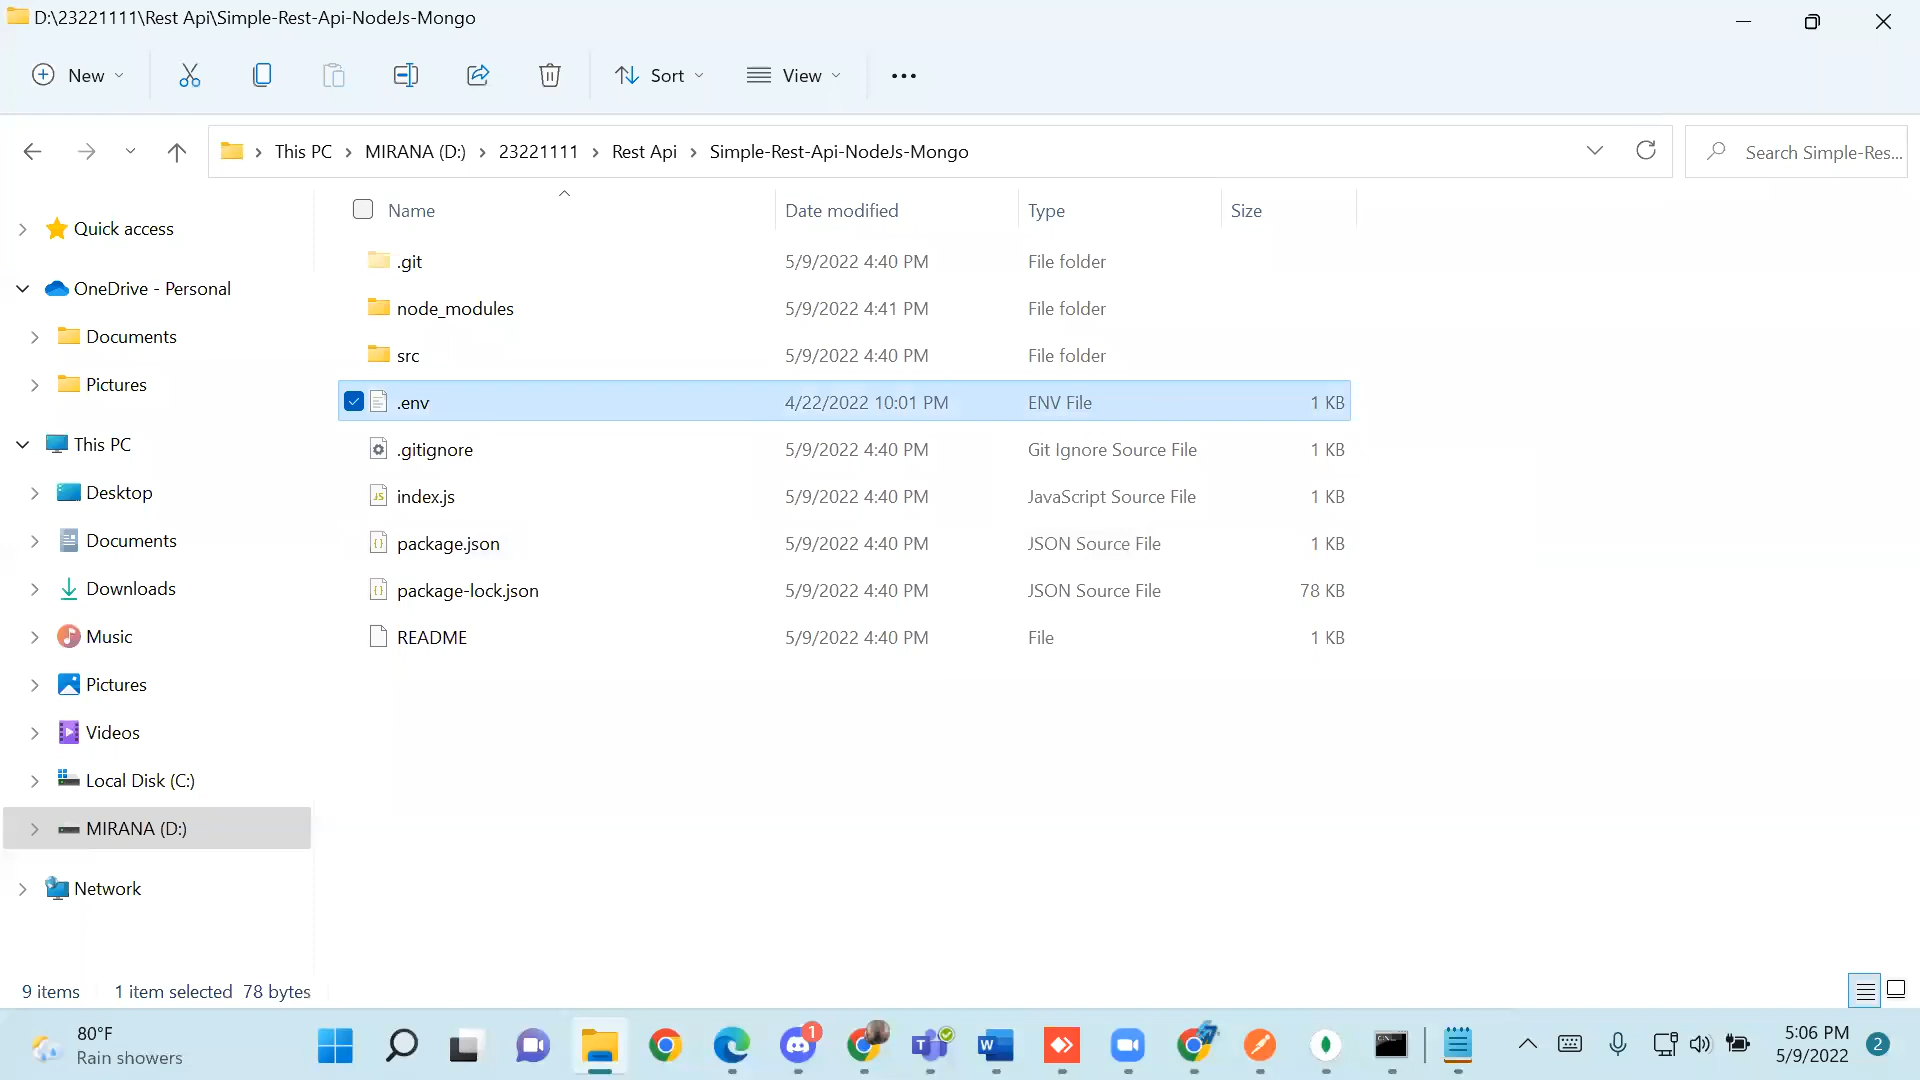 D:\23221111\Rest Api\Simple-Rest-Api-NodeJs-Mongo
New
Sort
View
This PC > MIRANA (D:) > 23221111 > Rest Api > Simple-Rest-Api-NodeJs-Mongo
Search Simple-Res...
Name Date modified Type Size
Quick access
OneDrive - Personal
Documents
Pictures
This PC
Desktop
Documents
Downloads
Music
Pictures
Videos
Local Disk (C:)
MIRANA (D:)
Network
.git 5/9/2022 4:40 PM File folder
node_modules 5/9/2022 4:41 PM File folder
src 5/9/2022 4:40 PM File folder
.env 4/22/2022 10:01 PM ENV File 1 KB
.gitignore 5/9/2022 4:40 PM Git Ignore Source File 1 KB
index.js 5/9/2022 4:40 PM JavaScript Source File 1 KB
package.json 5/9/2022 4:40 PM JSON Source File 1 KB
package-lock.json 5/9/2022 4:40 PM JSON Source File 78 KB
README 5/9/2022 4:40 PM File 1 KB
9 items 1 item selected 78 bytes
80°F
Rain showers
1
5:06 PM
5/9/2022
2